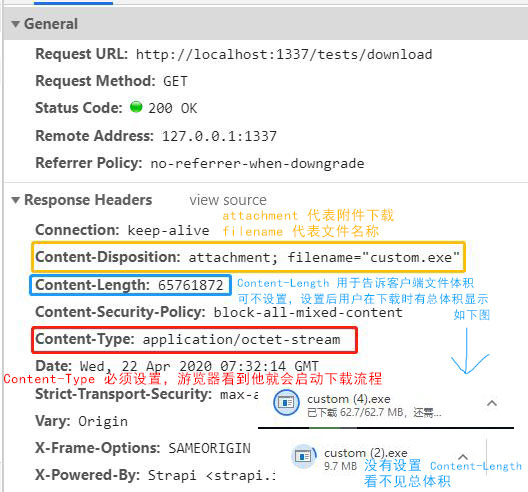 General
Request URL: http://localhost:1337/tests/download
Request Method: GET
Status Code: 200 OK
Remote Address: 127.0.0.1:1337
Referrer Policy: no-referrer-when-downgrade
Response Headers view source
attachment 代表附件下载
Connection: keep-alive filename 代表文件名称
Content-Disposition: attachment; filename="custom.exe"
Content-Length: 65761872
Content-Length 用于告诉客户端文件体积
可不设置,设置后用户在下载时有总体积显示
Content-Security-Policy: block-all-mixed-content
如下图
Content-Type: application/octet-stream
Date: Wed, 22 Apr 2020 07:32:14 GMT
Content-Type 必须设置,游览器看到他就会启动下载流程
Strict-Transport-Security: max-a
custom (4).exe
已下载 62.7/62.7 MB,还需...
Vary: Origin
X-Frame-Options: SAMEORIGIN
custom (2).exe
9.7 MB
没有设置 Content-Length
看不见总体积
X-Powered-By: Strapi <strapi.